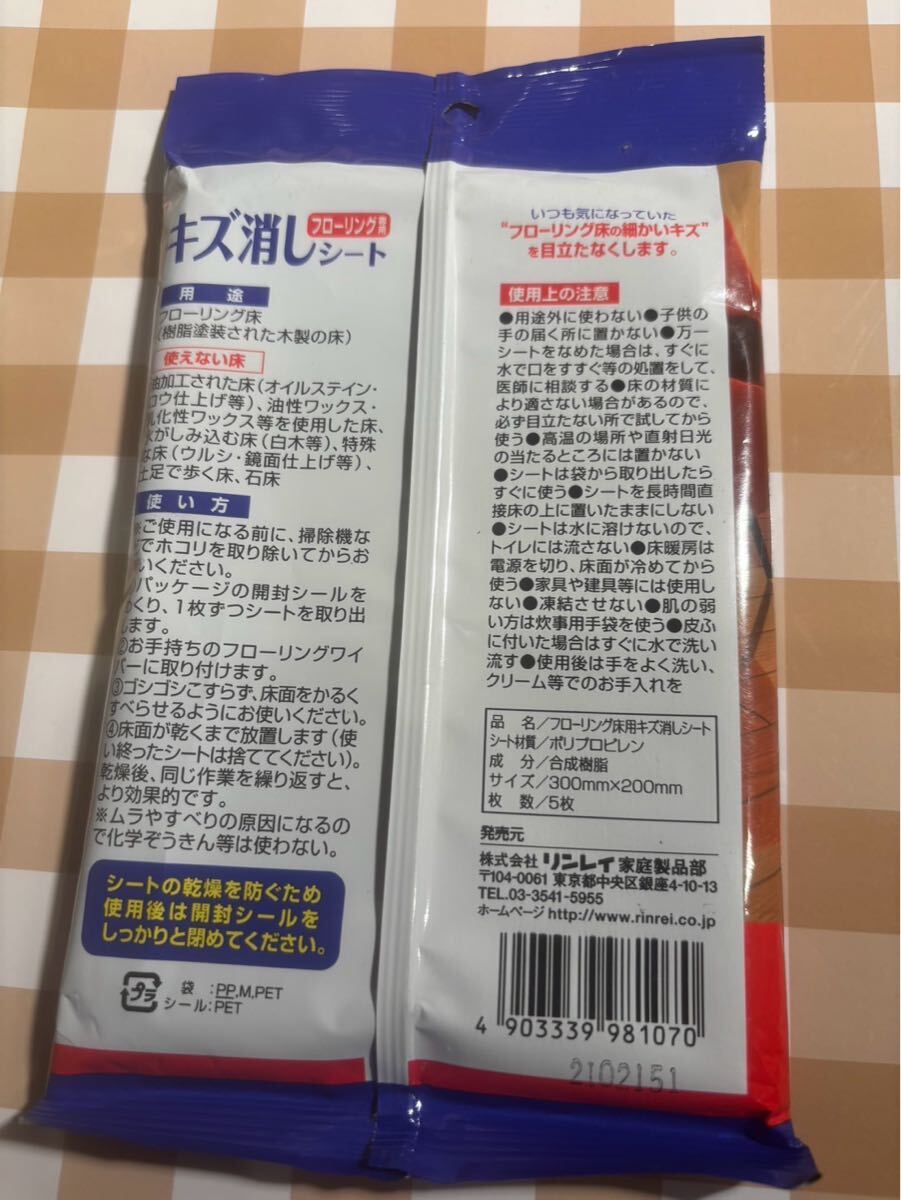 キズ消し
フローリング専用
シート
用途
フローリング床
(樹脂塗装された木製の床)
使えない床
油加工された床(オイルステイン・
ロウ仕上げ等)、油性ワックス・
乳化性ワックス等を使用した床、
水がしみ込む床(白木等)、特殊
な床(ウルシ・鏡面仕上げ等)、
土足で歩く床、石床
使い方
※ご使用になる前に、掃除機な
どでホコリを取り除いてからお
使いください。
パッケージの開封シールを
めくり、1枚ずつシートを取り出
します。
②お手持ちのフローリングワイ
パーに取り付けます。
③ゴシゴシこすらず、床面をかるく
すべらせるようにお使いください。
④床面が乾くまで放置します(使
い終ったシートは捨ててください)。
乾燥後、同じ作業を繰り返すと、
より効果的です。
※ムラやすべりの原因になるの
で化学ぞうきん等は使わない。
シートの乾燥を防ぐため
使用後は開封シールを
しっかりと閉めてください。
プラ
袋:PP,M,PET
シール:PET
いつも気になっていた
"フローリング床の細かいキズ"
を目立たなくします。
使用上の注意
●用途外に使わない●子供の
手の届く所に置かない●万一
シートをなめた場合は、すぐに
水で口をすすぐ等の処置をして、
医師に相談する●床の材質に
より適さない場合があるので、
必ず目立たない所で試してから
使う●高温の場所や直射日光
の当たるところには置かない
●シートは袋から取り出したら
すぐに使う●シートを長時間直
接床の上に置いたままにしない
●シートは水に溶けないので、
トイレには流さない●床暖房は
電源を切り、床面が冷めてから
使う●家具や建具等には使用し
ない●凍結させない●肌の弱
い方は炊事用手袋を使う●皮ふ
に付いた場合はすぐに水で洗い
流す●使用後は手をよく洗い、
クリーム等でのお手入れを
品名/フローリング床用キズ消しシート
シート材質/ポリプロピレン
成分/合成樹脂
サイズ/300mm×200mm
枚数/5枚
発売元
株式会社 リンレイ 家庭製品部
〒104-0061 東京都中央区銀座4-10-13
TEL.03-3541-5955
ホームページ http://www.rinrei.co.jp
4 903339 981070
2102151